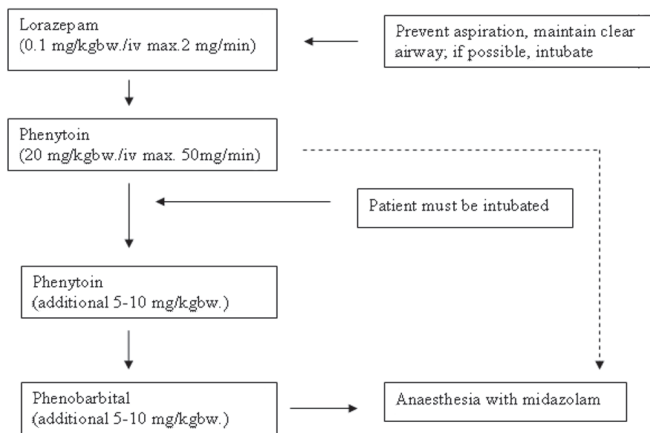 Lorazepam
(0.1 mg/kgbw./iv max.2 mg/min)
Prevent aspiration, maintain clear
airway; if possible, intubate
Phenytoin
(20 mg/kgbw./iv max. 50mg/min)
Patient must be intubated
Phenytoin
(additional 5-10 mg/kgbw.)
Phenobarbital
(additional 5-10 mg/kgbw.)
Anaesthesia with midazolam